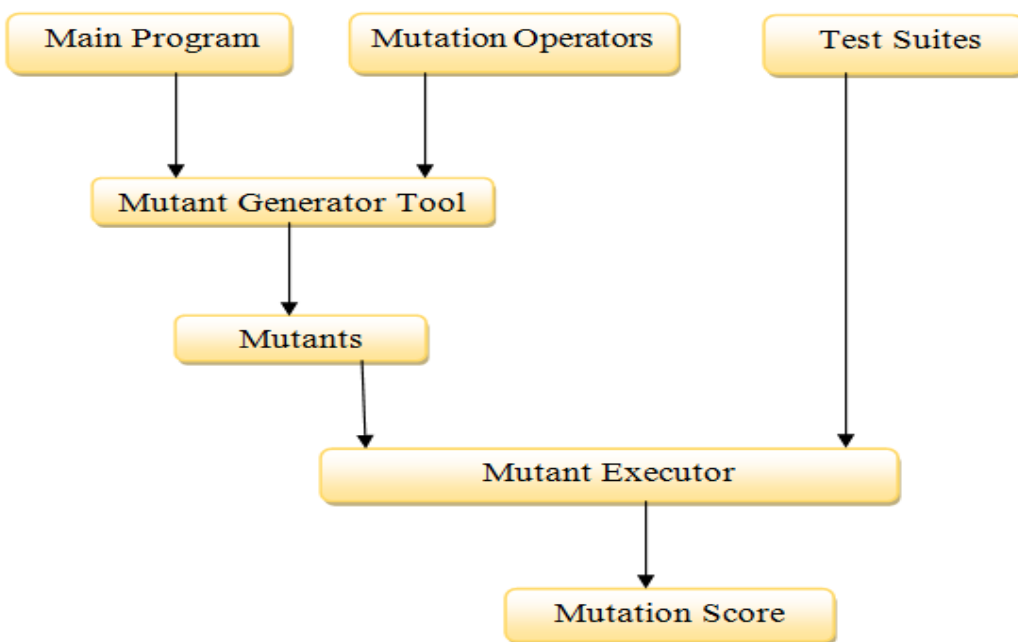 Main Program
Mutation Operators
Test Suites
Mutant Generator Tool
Mutants
Mutant Executor
Mutation Score